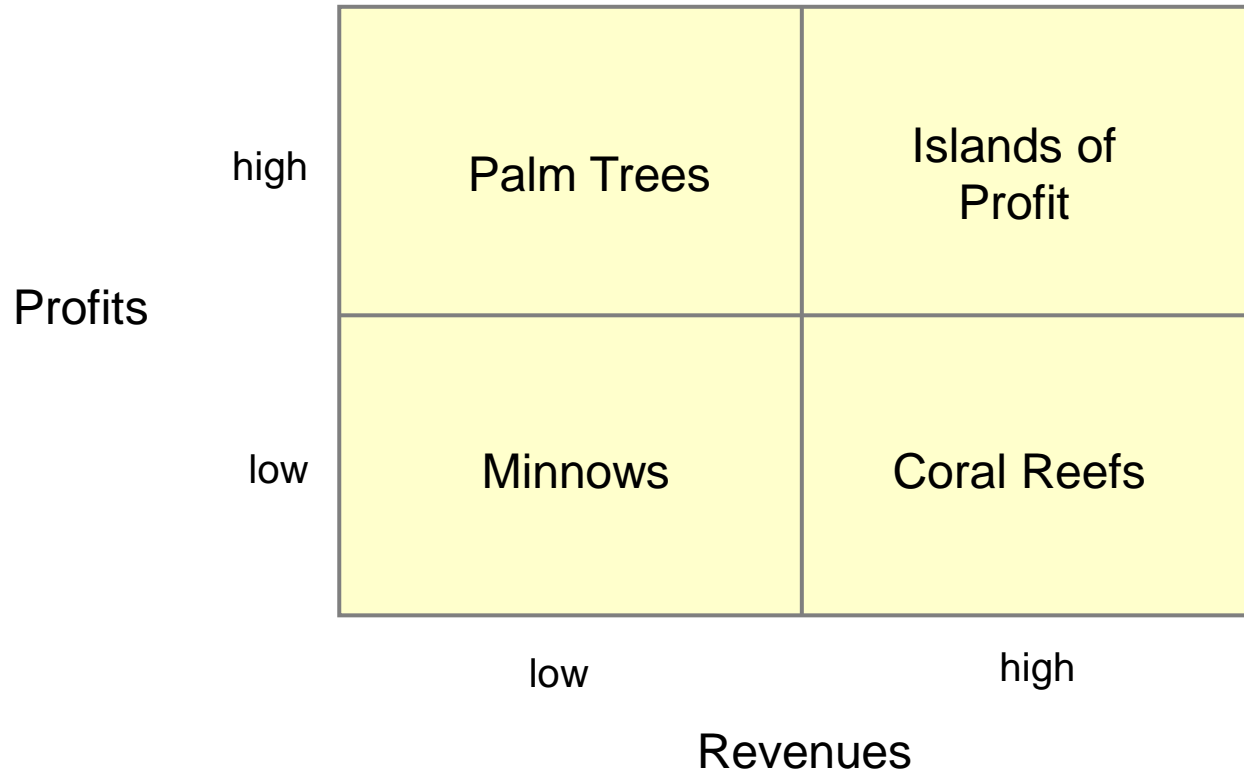 high
Palm Trees
Islands of
Profit
Profits
low
Minnows
Coral Reefs
low
high
Revenues